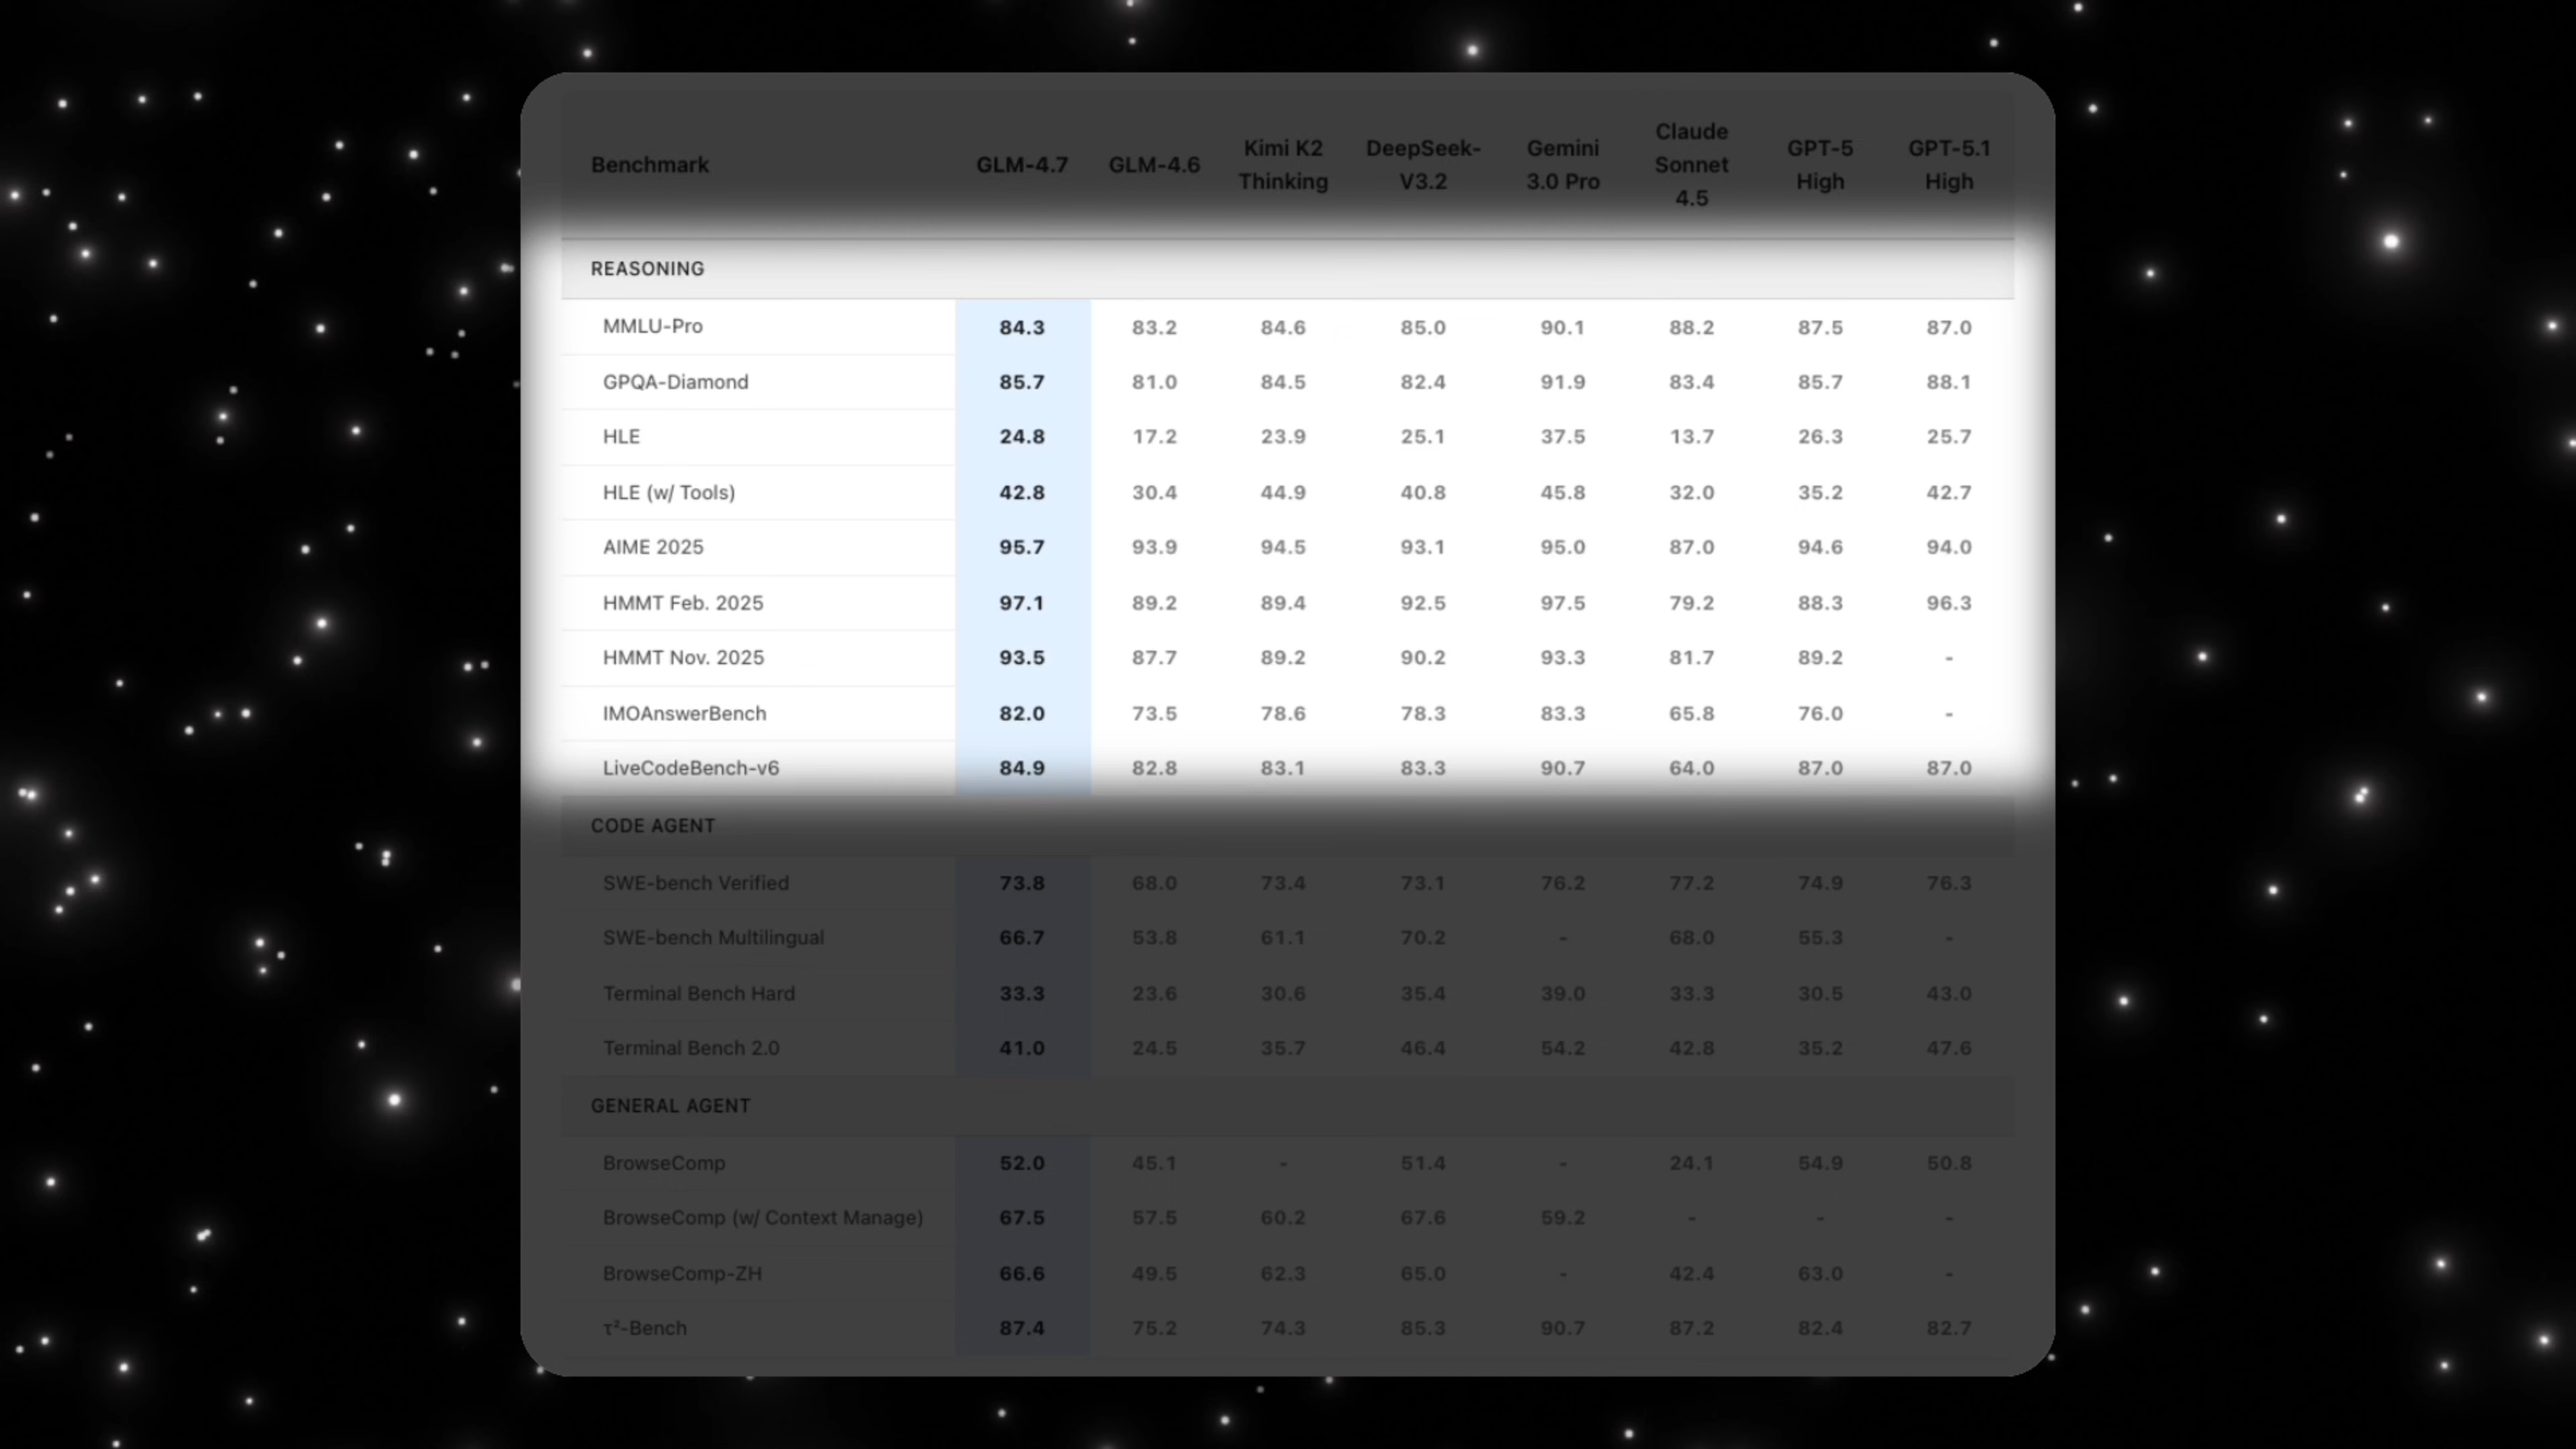 Benchmark GLM-4.7 GLM-4.6 Kimi K2 Thinking DeepSeek-V3.2 Gemini 3.0 Pro Claude Sonnet 4.5 GPT-5 High GPT-5.1 High
REASONING
MMLU-Pro 84.3 83.2 84.6 85.0 90.1 88.2 87.5 87.0
GPQA-Diamond 85.7 81.0 84.5 82.4 91.9 83.4 85.7 88.1
HLE 24.8 17.2 23.9 25.1 37.5 13.7 26.3 25.7
HLE (w/ Tools) 42.8 30.4 44.9 40.8 45.8 32.0 35.2 42.7
AIME 2025 95.7 93.9 94.5 93.1 95.0 87.0 94.6 94.0
HMMT Feb. 2025 97.1 89.2 89.4 92.5 97.5 79.2 88.3 96.3
HMMT Nov. 2025 93.5 87.7 89.2 90.2 93.3 81.7 89.2 -
IMOAnswerBench 82.0 73.5 78.6 78.3 83.3 65.8 76.0 -
LiveCodeBench-v6 84.9 82.8 83.1 83.3 90.7 64.0 87.0 87.0
CODE AGENT
SWE-bench Verified 73.8 68.0 73.4 73.1 76.2 77.2 74.9 76.3
SWE-bench Multilingual 66.7 53.8 61.1 70.2 - 68.0 55.3 -
Terminal Bench Hard 33.3 23.6 30.6 35.4 39.0 33.3 30.5 43.0
Terminal Bench 2.0 41.0 24.5 35.7 46.4 54.2 42.8 35.2 47.6
GENERAL AGENT
BrowseComp 52.0 45.1 - 51.4 - 24.1 54.9 50.8
BrowseComp (w/ Context Manage) 67.5 57.5 60.2 67.6 59.2 - - -
BrowseComp-ZH 66.6 49.5 62.3 65.0 - 42.4 63.0 -
τ²-Bench 87.4 75.2 74.3 85.3 90.7 87.2 82.4 82.7